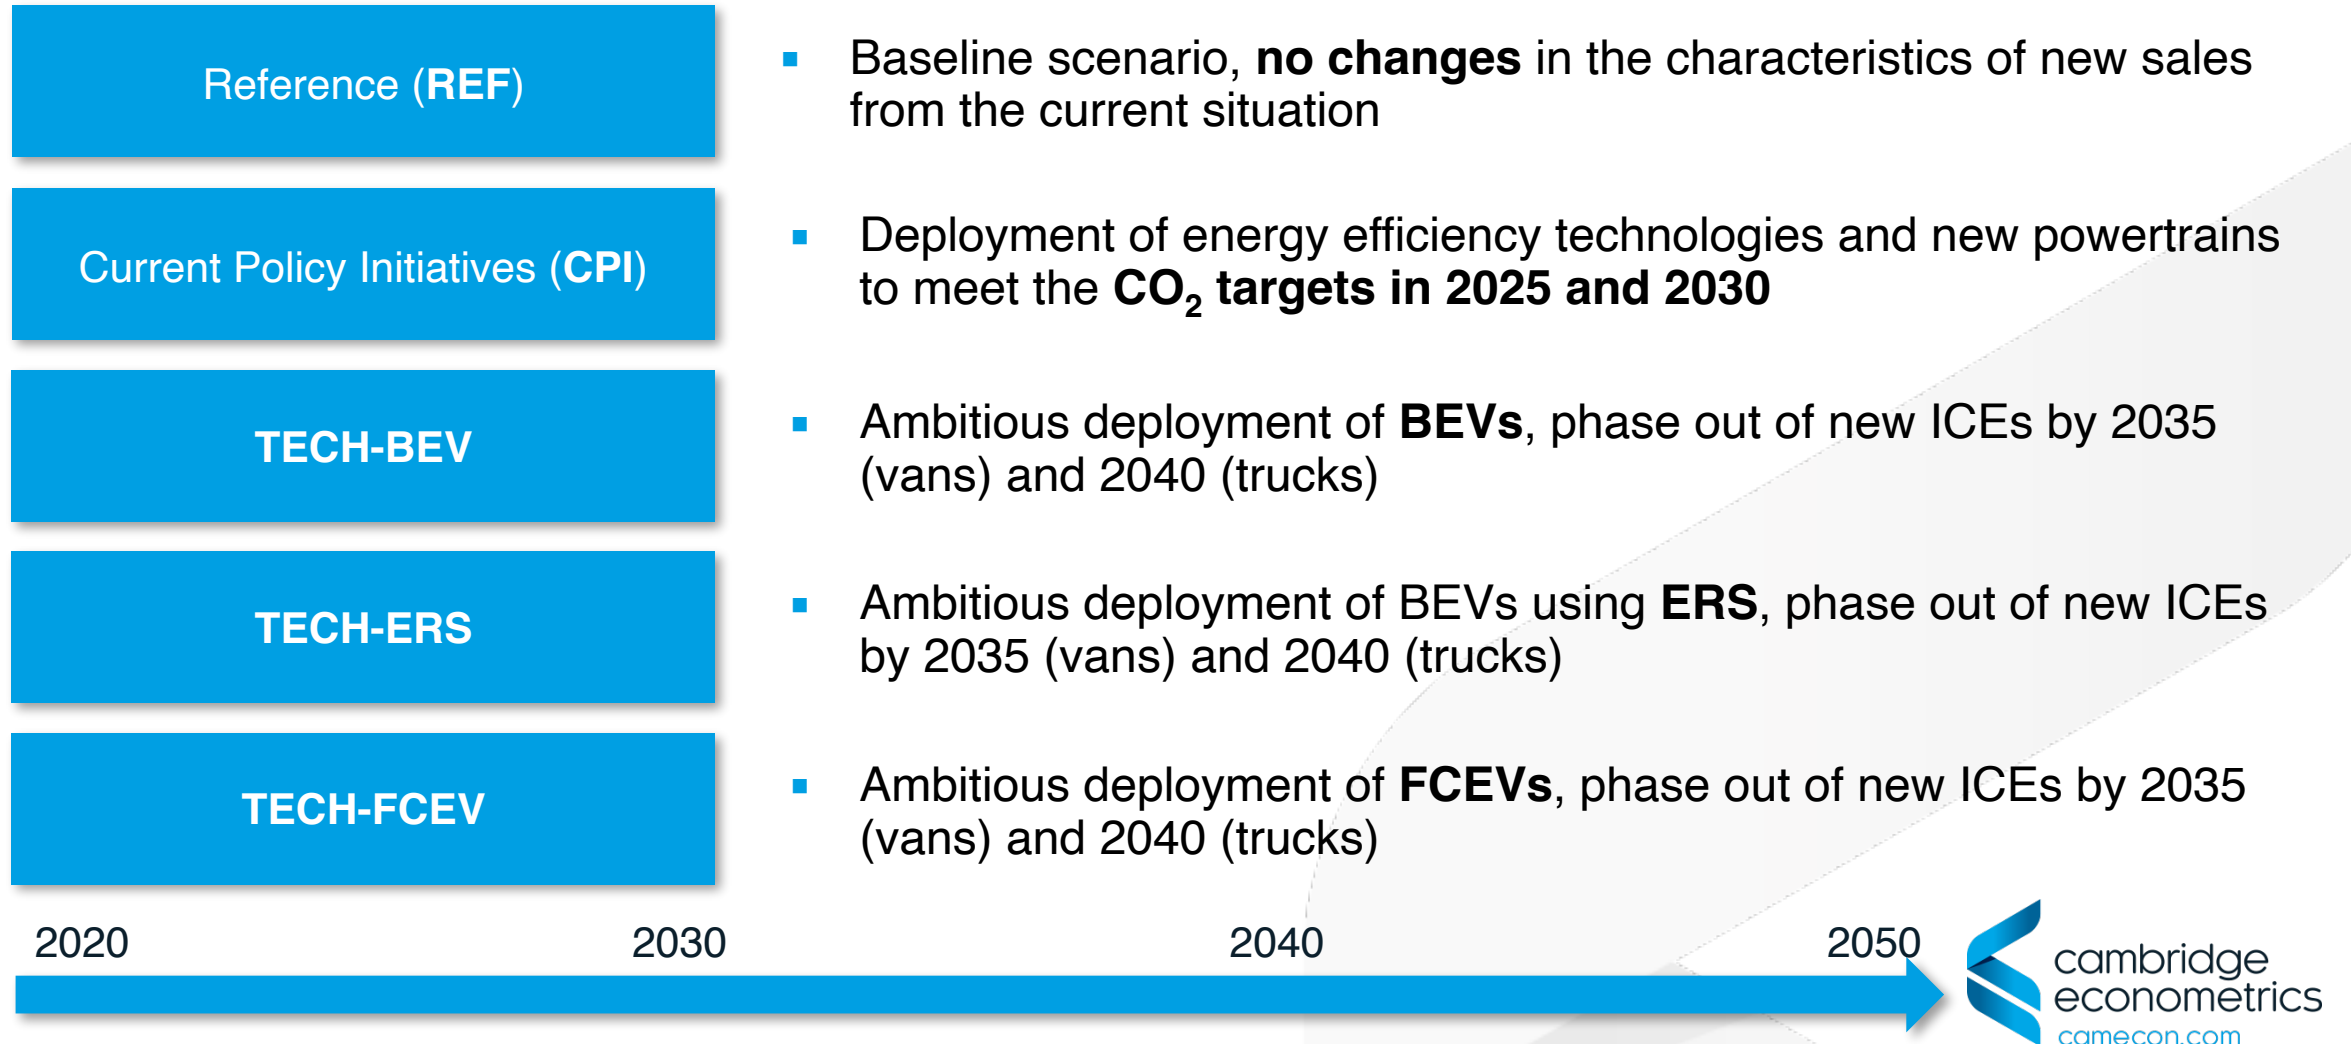 Reference (REF)
Baseline scenario, no changes in the characteristics of new sales
from the current situation
Current Policy Initiatives (CPI)
Deployment of energy efficiency technologies and new powertrains
to meet the CO₂ targets in 2025 and 2030
TECH-BEV
Ambitious deployment of BEVs, phase out of new ICEs by 2035
(vans) and 2040 (trucks)
TECH-ERS
Ambitious deployment of BEVs using ERS, phase out of new ICEs
by 2035 (vans) and 2040 (trucks)
TECH-FCEV
Ambitious deployment of FCEVs, phase out of new ICEs by 2035
(vans) and 2040 (trucks)
2020 2030 2040 2050
cambridge
econometrics
camecon.com